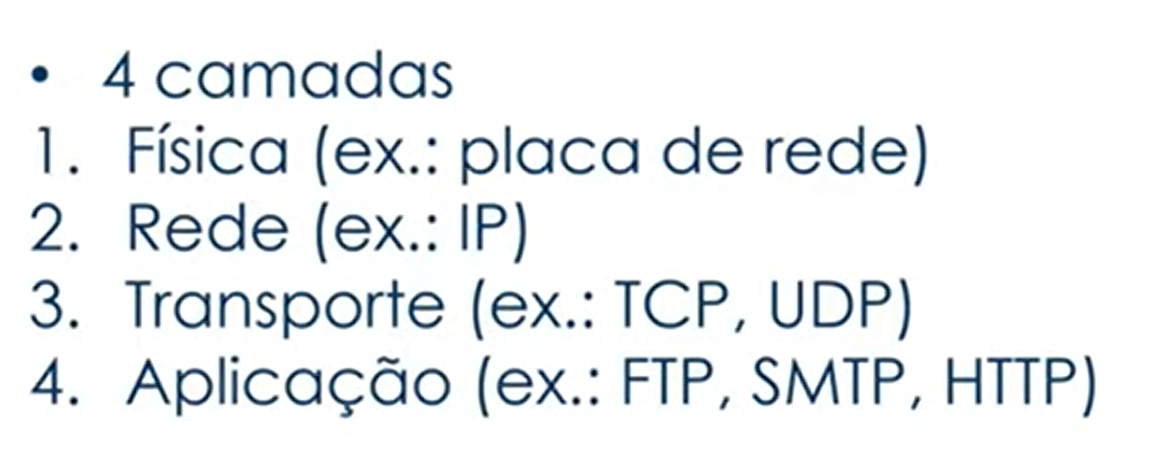 • 4 camadas
1. Física (ex.: placa de rede)
2. Rede (ex.: IP)
3. Transporte (ex.: TCP, UDP)
4. Aplicação (ex.: FTP, SMTP, HTTP)